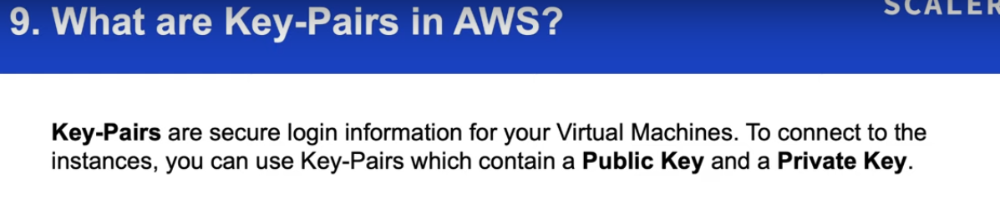 SCALER
9. What are Key-Pairs in AWS?
Key-Pairs are secure login information for your Virtual Machines. To connect to the
instances, you can use Key-Pairs which contain a Public Key and a Private Key.